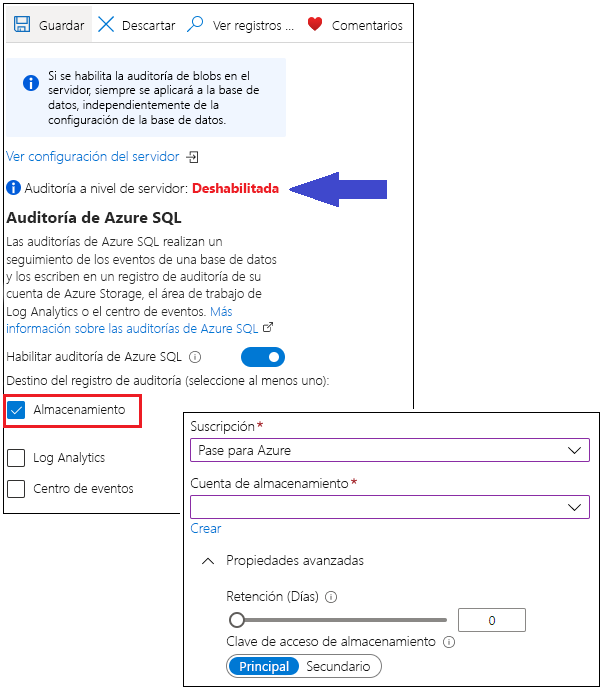 Guardar
Descartar
Ver registros ...
Comentarios
Si se habilita la auditoría de blobs en el
servidor, siempre se aplicará a la base de
datos, independientemente de la
configuración de la base de datos.
Ver configuración del servidor
Auditoría a nivel de servidor: Deshabilitada
Auditoría de Azure SQL
Las auditorías de Azure SQL realizan un
seguimiento de los eventos de una base de datos
y los escriben en un registro de auditoría de su
cuenta de Azure Storage, el área de trabajo de
Log Analytics o el centro de eventos. Más
información sobre las auditorías de Azure SQL
Habilitar auditoría de Azure SQL
Destino del registro de auditoría (seleccione al menos uno):
Almacenamiento
Log Analytics
Centro de eventos
Suscripción*
Pase para Azure
Cuenta de almacenamiento*
Crear
Propiedades avanzadas
Retención (Días)
0
Clave de acceso de almacenamiento
Principal
Secundario